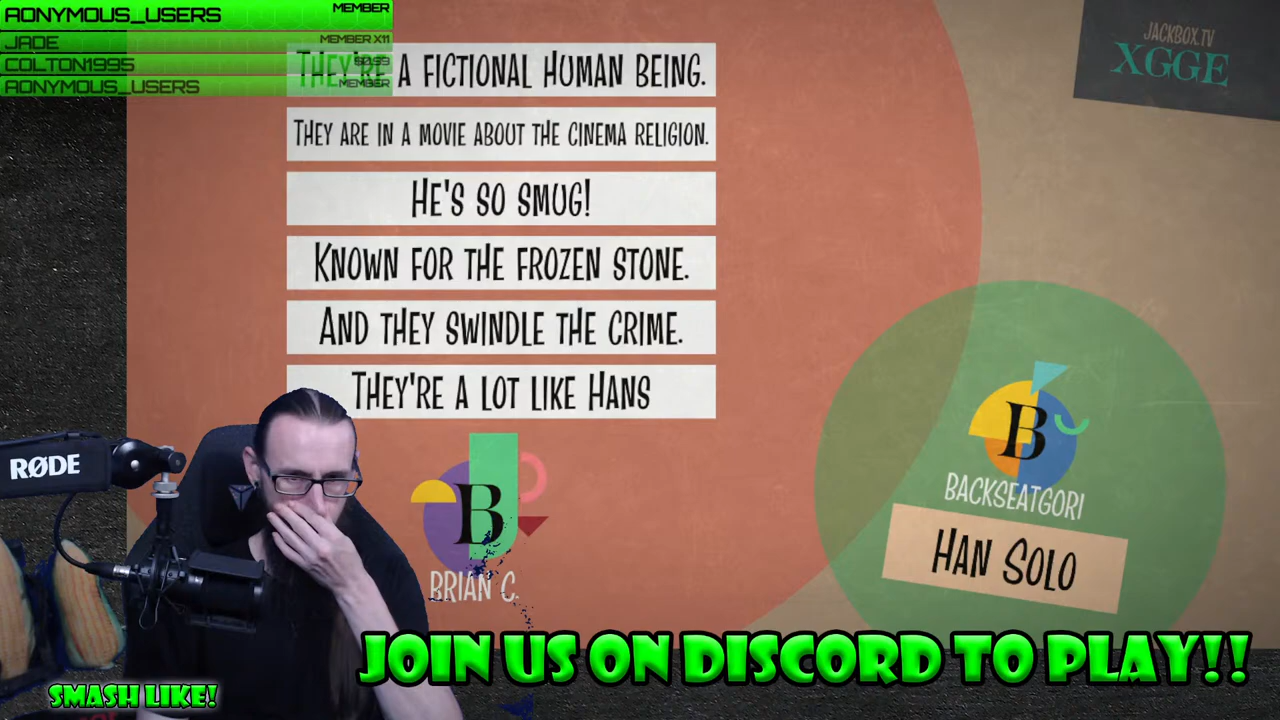 AONYMOUS_USERS MEMBER
JADE MEMBER X11
COLTON1995 $0.99
AONYMOUS_USERS MEMBER
JACKBOX.TV
XGGE
THEY'RE A FICTIONAL HUMAN BEING.
THEY ARE IN A MOVIE ABOUT THE CINEMA RELIGION.
HE'S SO SMUG!
KNOWN FOR THE FROZEN STONE.
AND THEY SWINDLE THE CRIME.
THEY'RE A LOT LIKE HANS
RØDE
B
BRIAN C.
B
BACKSEATGORI
HAN SOLO
JOIN US ON DISCORD TO PLAY!!
SMASH LIKE!